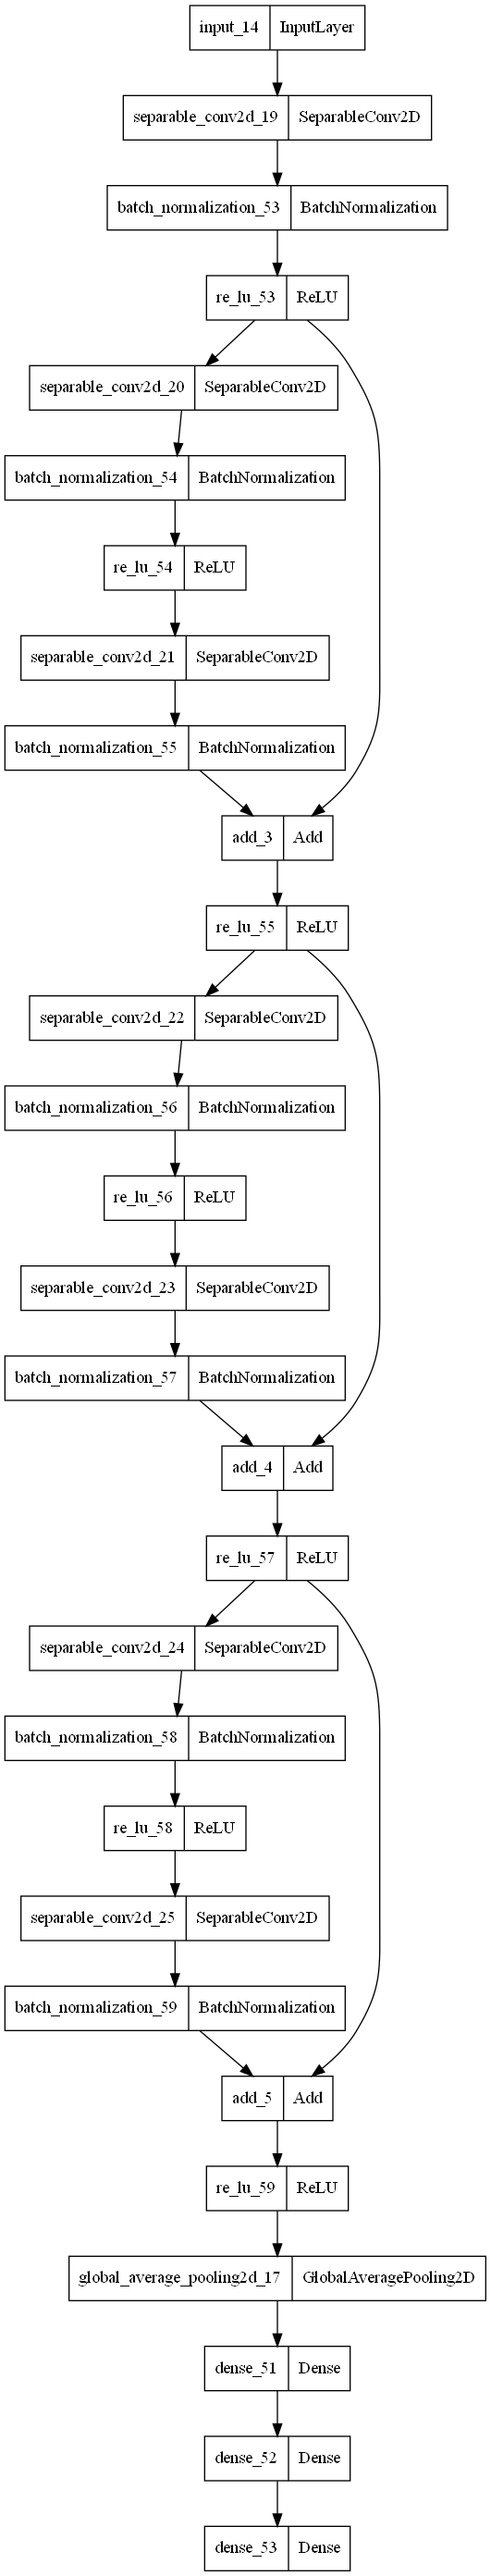 input_14 InputLayer
separable_conv2d_19 SeparableConv2D
batch_normalization_53 BatchNormalization
re_lu_53 ReLU
separable_conv2d_20 SeparableConv2D
batch_normalization_54 BatchNormalization
re_lu_54 ReLU
separable_conv2d_21 SeparableConv2D
batch_normalization_55 BatchNormalization
add_3 Add
re_lu_55 ReLU
separable_conv2d_22 SeparableConv2D
batch_normalization_56 BatchNormalization
re_lu_56 ReLU
separable_conv2d_23 SeparableConv2D
batch_normalization_57 BatchNormalization
add_4 Add
re_lu_57 ReLU
separable_conv2d_24 SeparableConv2D
batch_normalization_58 BatchNormalization
re_lu_58 ReLU
separable_conv2d_25 SeparableConv2D
batch_normalization_59 BatchNormalization
add_5 Add
re_lu_59 ReLU
global_average_pooling2d_17 GlobalAveragePooling2D
dense_51 Dense
dense_52 Dense
dense_53 Dense